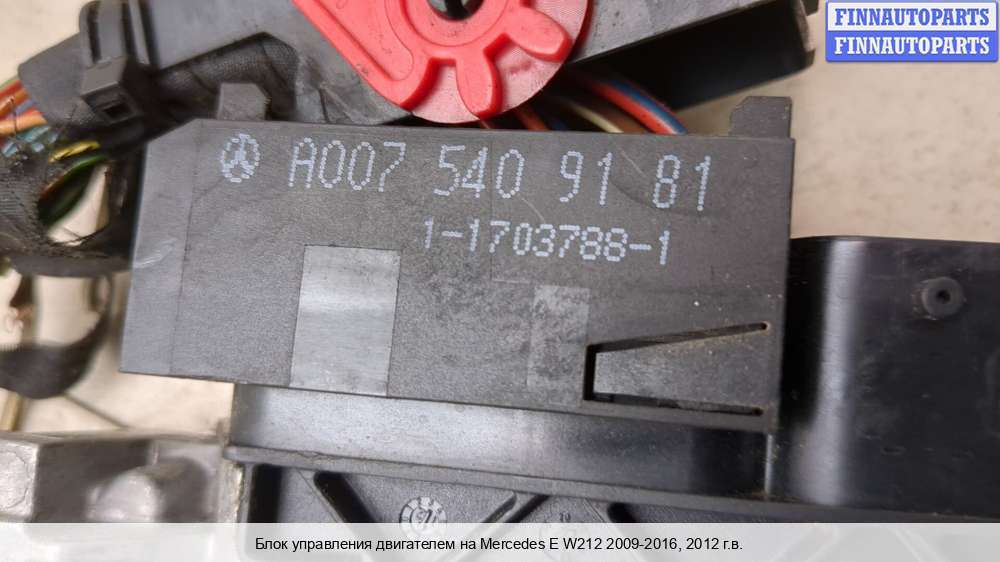 FINNAUTOPARTS
FINNAUTOPARTS
A007 540 91 81
1-1703788-1
Блок управления двигателем на Mercedes E W212 2009-2016, 2012 г.в.